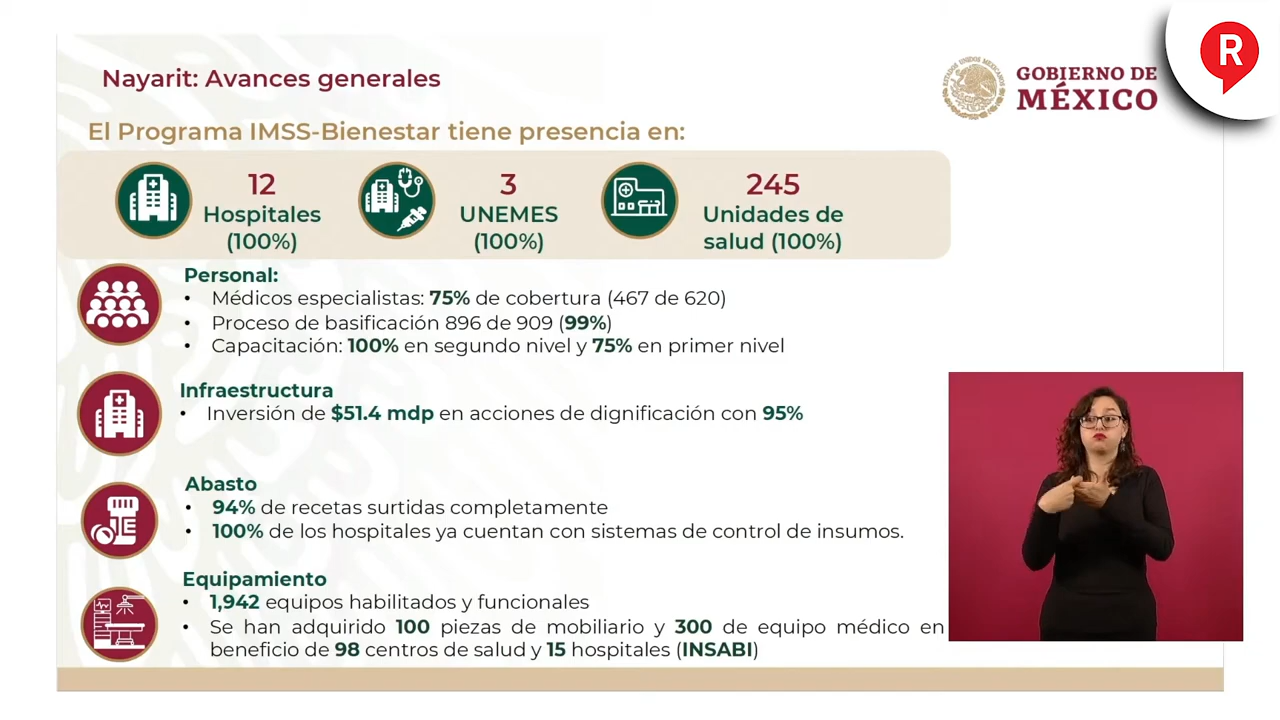 R
Nayarit: Avances generales
GOBIERNO DE
MÉXICO
El Programa IMSS-Bienestar tiene presencia en:
12
Hospitales
(100%)
3
UNEMES
(100%)
245
Unidades de
salud (100%)
Personal:
• Médicos especialistas: 75% de cobertura (467 de 620)
• Proceso de basificación 896 de 909 (99%)
• Capacitación: 100% en segundo nivel y 75% en primer nivel
Infraestructura
• Inversión de $51.4 mdp en acciones de dignificación con 95%
Abasto
• 94% de recetas surtidas completamente
• 100% de los hospitales ya cuentan con sistemas de control de insumos.
Equipamiento
• 1,942 equipos habilitados y funcionales
• Se han adquirido 100 piezas de mobiliario y 300 de equipo médico en
beneficio de 98 centros de salud y 15 hospitales (INSABI)